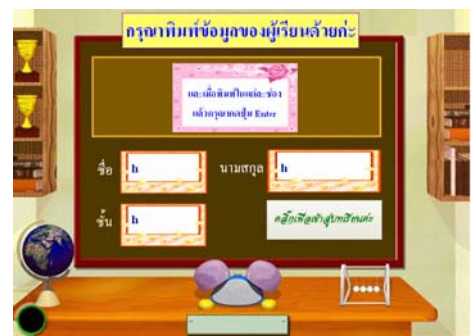 กรุณาพิมพ์ข้อมูลของผู้เรียนด้วยค่ะ
และเมื่อพิมพ์ในแต่ละช่อง
แล้วกรุณากดปุ่ม Enter
ชื่อ h นามสกุล h
ชั้น h คลิ๊กเพื่อเข้าสู่บทเรียนค่ะ